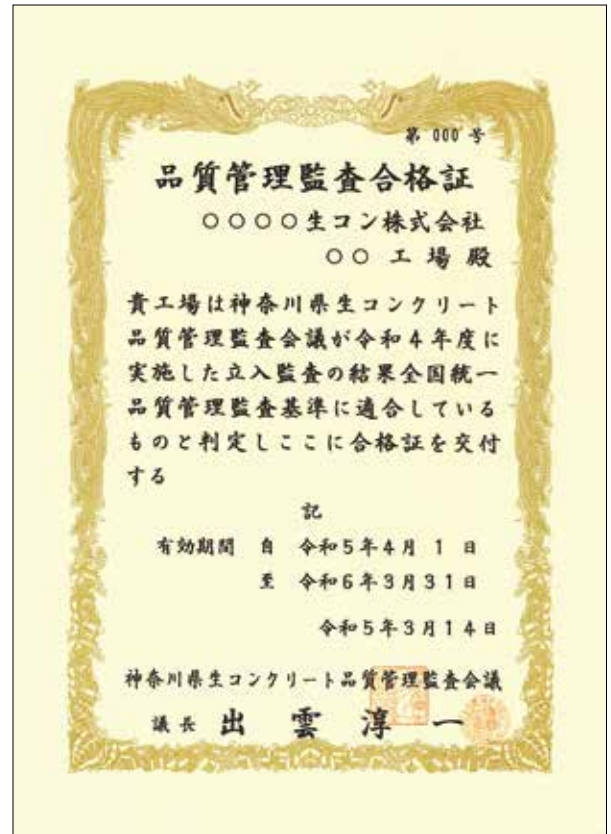 第 000 号
品質管理監査合格証
○○○○生コン株式会社
○○ 工場殿
貴工場は神奈川県生コンクリート
品質管理監査会議が令和4年度に
実施した立入監査の結果全国統一
品質管理監査基準に適合している
ものと判定しここに合格証を交付
する
記
有効期間 自 令和5年4月 1 日
至 令和6年3月31日
令和5年3月14日
神奈川県生コンクリート品質管理監査会議
議長 出雲淳一